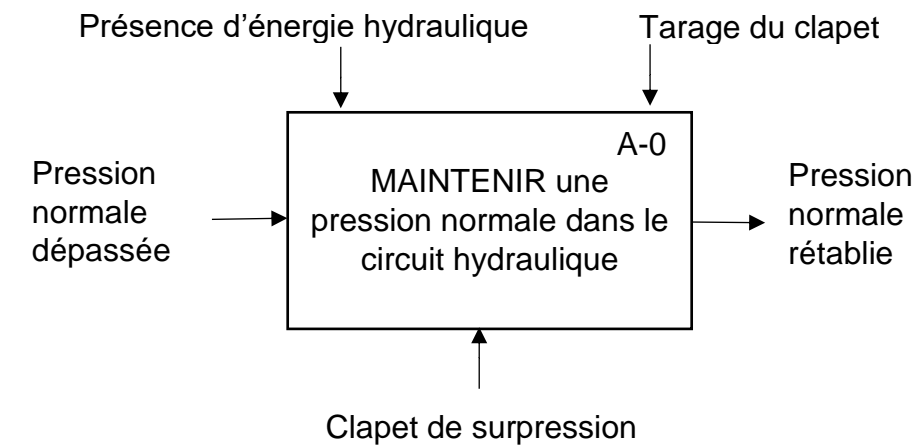 Présence d'énergie hydraulique
Tarage du clapet
A-0
Pression
normale
dépassée
MAINTENIR une
pression normale dans le
circuit hydraulique
Pression
normale
rétablie
Clapet de surpression